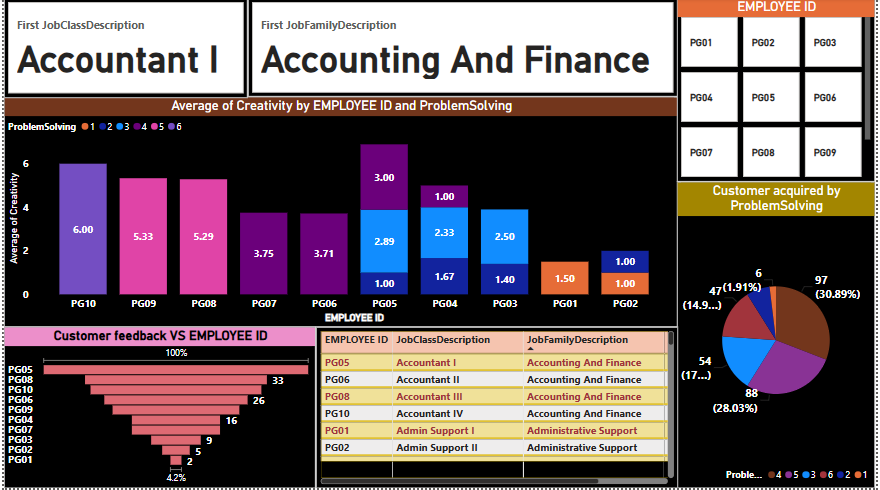 First JobClassDescription
Accountant I
First JobFamilyDescription
Accounting And Finance
EMPLOYEE ID
PG01 PG02 PG03
PG04 PG05 PG06
PG07 PG08 PG09
Average of Creativity by EMPLOYEE ID and ProblemSolving
ProblemSolving 1 2 3 4 5 6
Average of Creativity
6
4
2
0
6.00
5.33
5.29
3.75
3.71
3.00
2.89
1.00
1.00
2.33
1.67
2.50
1.40
1.50
1.00
1.00
PG10 PG09 PG08 PG07 PG06 PG05 PG04 PG03 PG01 PG02
EMPLOYEE ID
Customer feedback VS EMPLOYEE ID
100%
PG05
PG08 33
PG10
PG06 26
PG09
PG04 16
PG07
PG03 9
PG02 5
PG01 2
4.2%
EMPLOYEE ID JobClassDescription JobFamilyDescription
PG05 Accountant I Accounting And Finance
PG06 Accountant II Accounting And Finance
PG08 Accountant III Accounting And Finance
PG10 Accountant IV Accounting And Finance
PG01 Admin Support I Administrative Support
PG02 Admin Support II Administrative Support
Customer acquired by
ProblemSolving
97
(30.89%)
88
(28.03%)
54
(17...)
47
(14.9...)
(1.91%)
6
Proble... 4 5 3 6 2 1